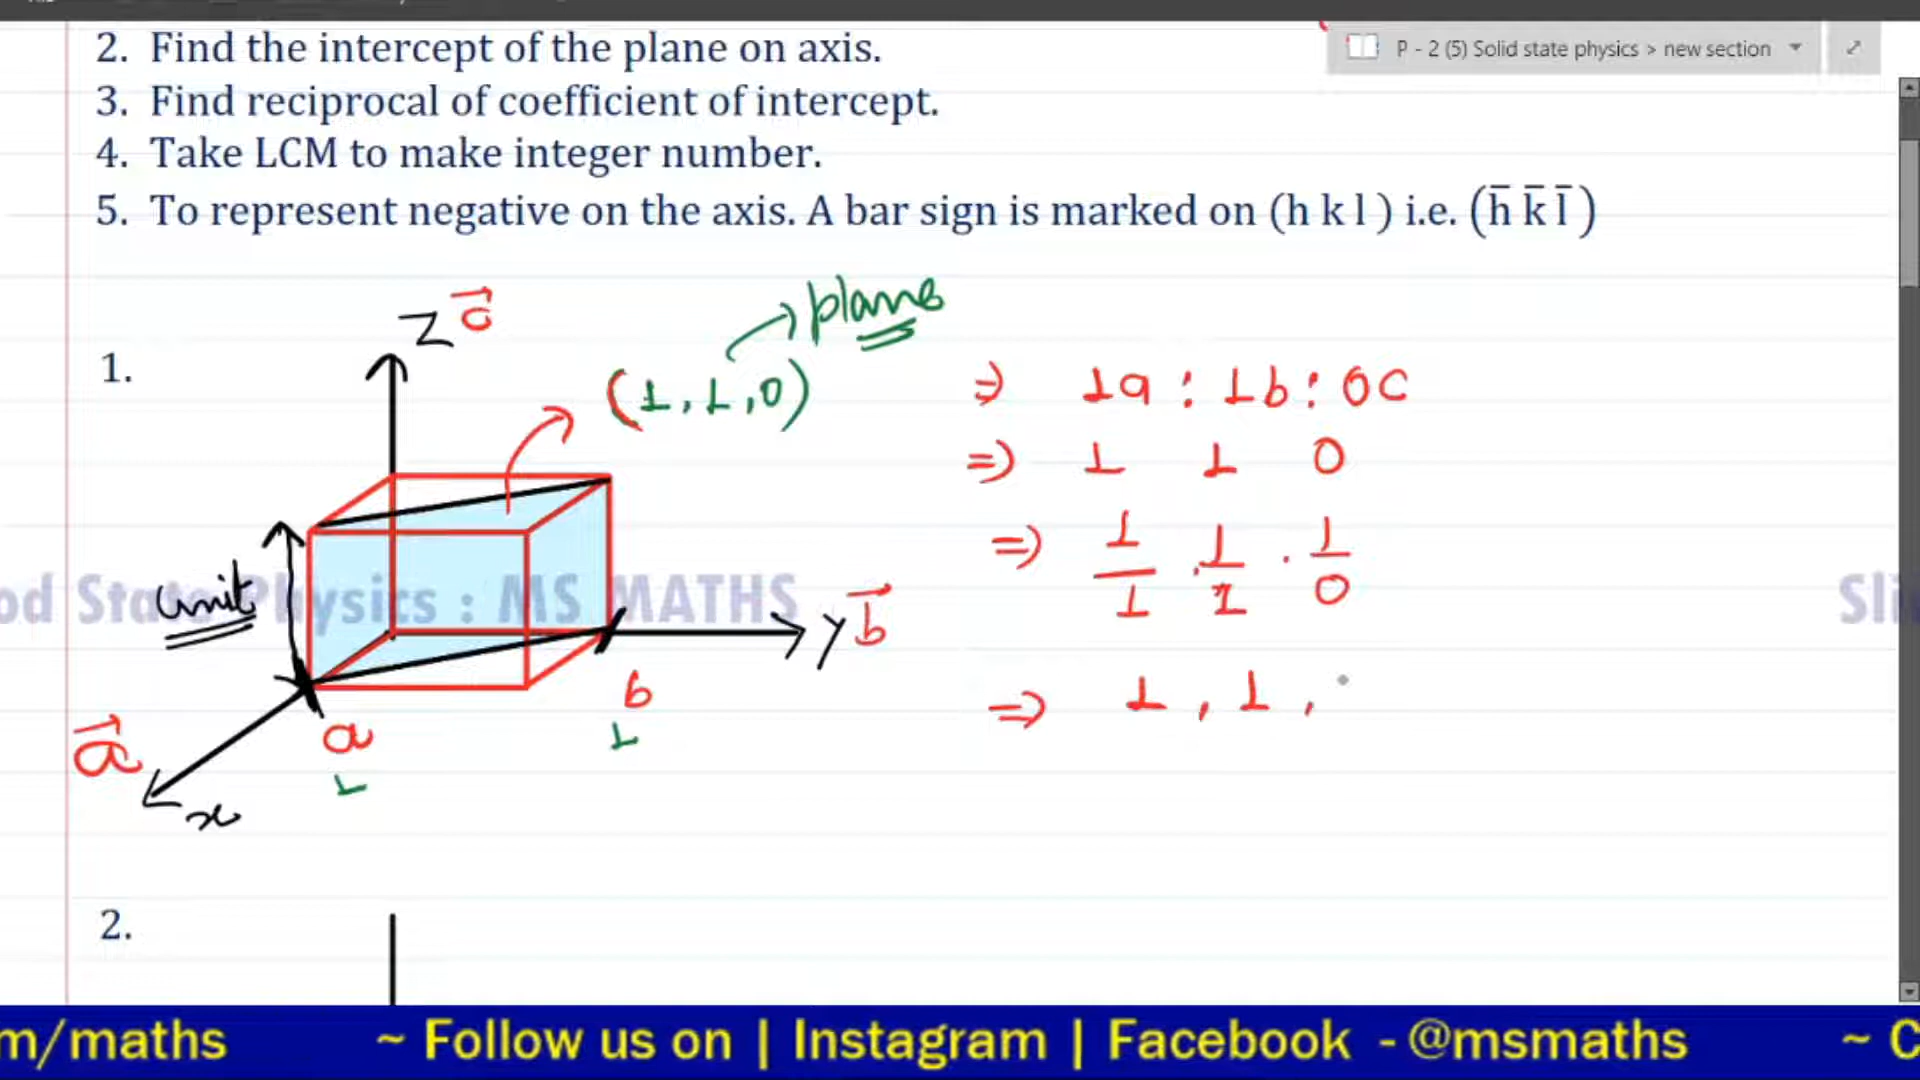 2. Find the intercept of the plane on axis.
P - 2 (5) Solid state physics > new section
3. Find reciprocal of coefficient of intercept.
4. Take LCM to make integer number.
5. To represent negative on the axis. A bar sign is marked on (h k l ) i.e. (h̄ k̄ l̄ )
Z c⃗
plane
1.
(1, 1, 0)
⇒ 1a : 1b : 0c
⇒ 1 1 0
⇒ 1/1 . 1/1 . 1/0
unit
State Physics : MS MATHS
y b⃗
b
1
⇒ 1 , 1 ,
a⃗
a
1
x
2.
m/maths ~ Follow us on | Instagram | Facebook - @msmaths ~ C